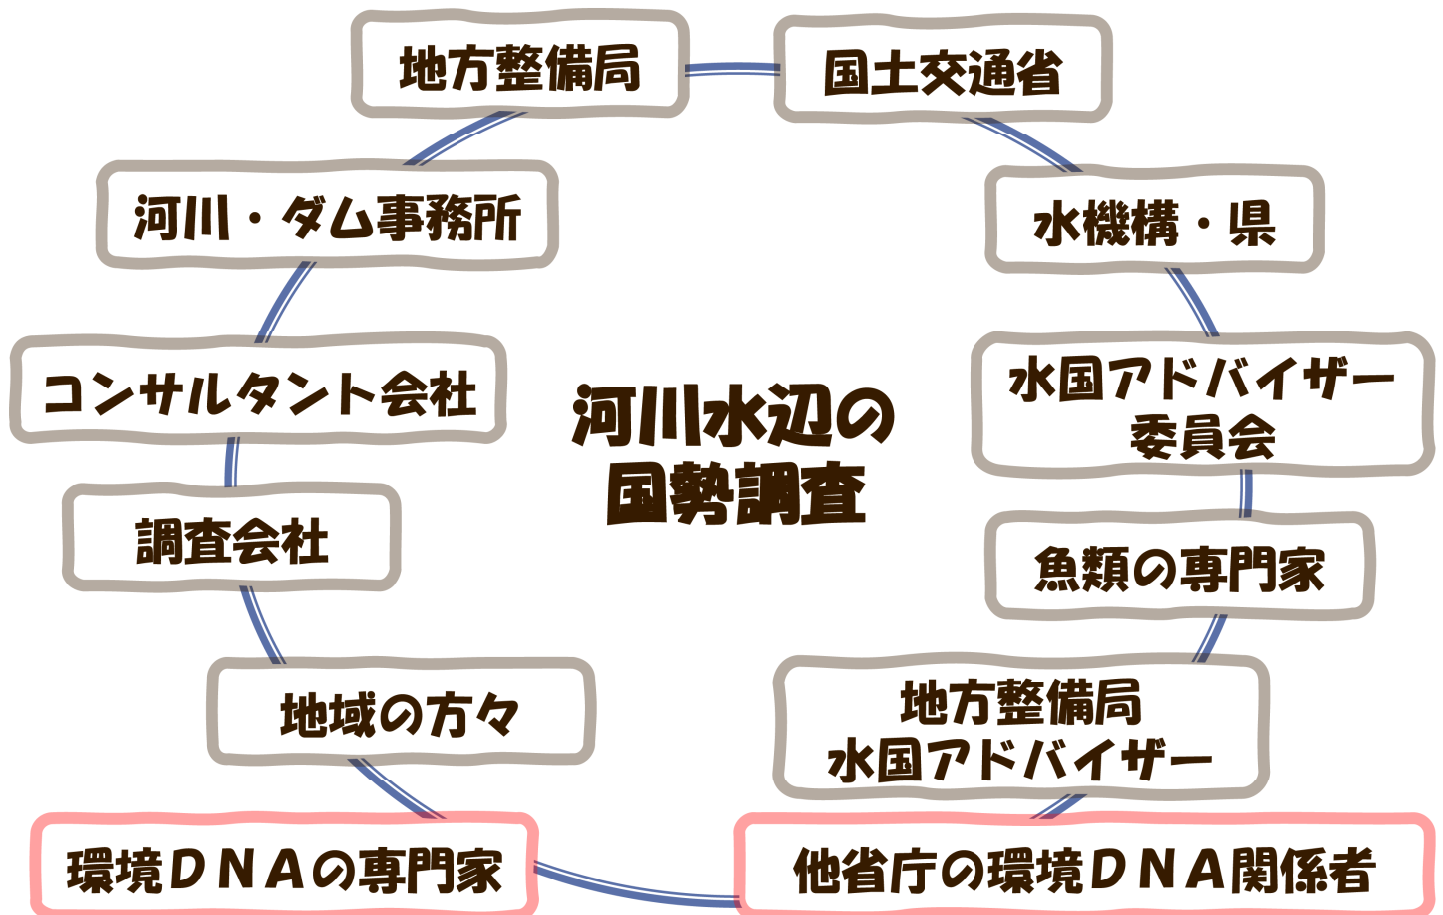 地方整備局
国土交通省
河川・ダム事務所
水機構・県
コンサルタント会社
水国アドバイザー
委員会
河川水辺の
国勢調査
調査会社
魚類の専門家
地域の方々
地方整備局
水国アドバイザー
環境ＤＮＡの専門家
他省庁の環境ＤＮＡ関係者